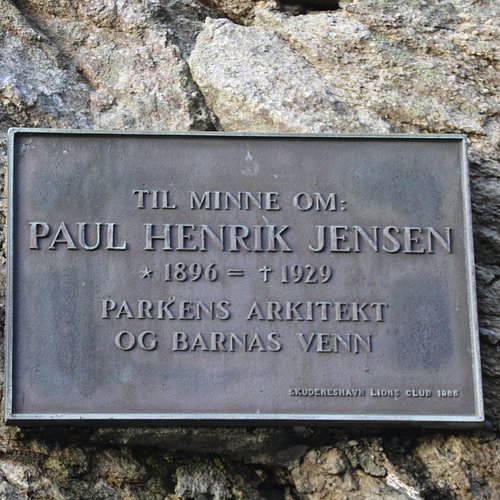 TIL MINNE OM:
PAUL HENRIK JENSEN
* 1896 = † 1929
PARKENS ARKITEKT
OG BARNAS VENN
SKUDENESHAVN LIONS CLUB 1985